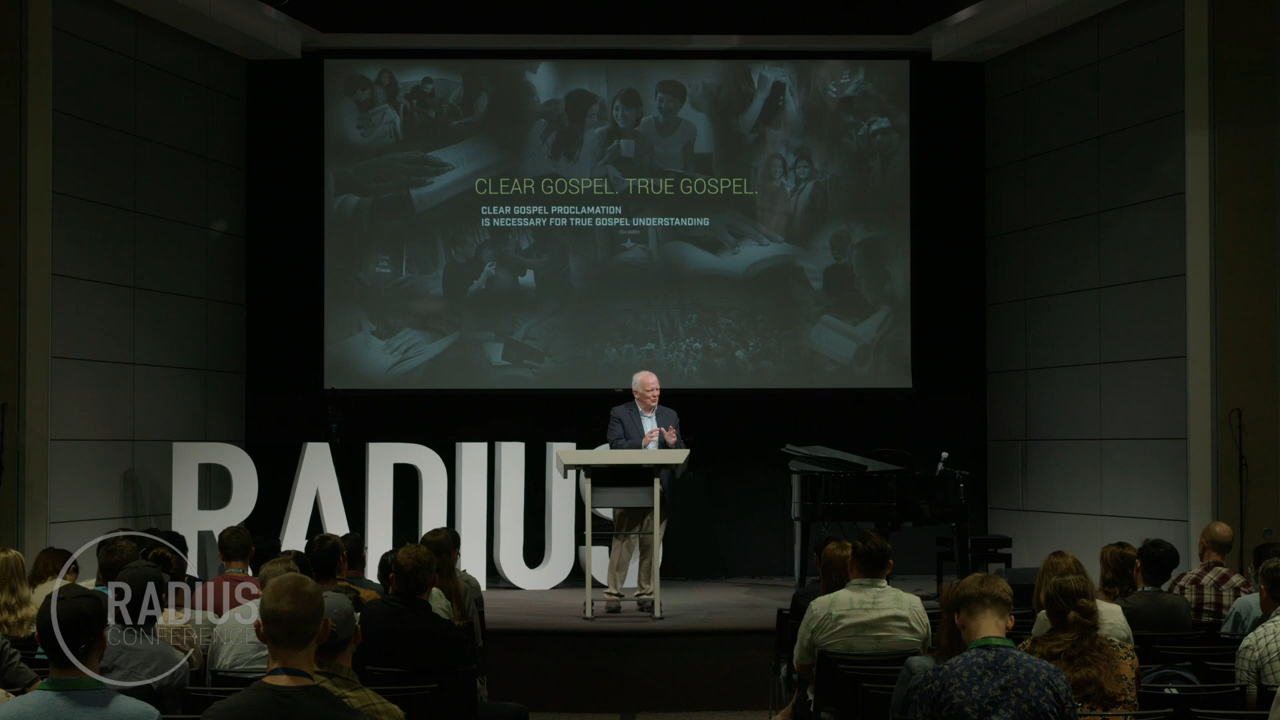 CLEAR GOSPEL. TRUE GOSPEL.
CLEAR GOSPEL PROCLAMATION
IS NECESSARY FOR TRUE GOSPEL UNDERSTANDING
RADIUS
RADIUS
CONFERENCE